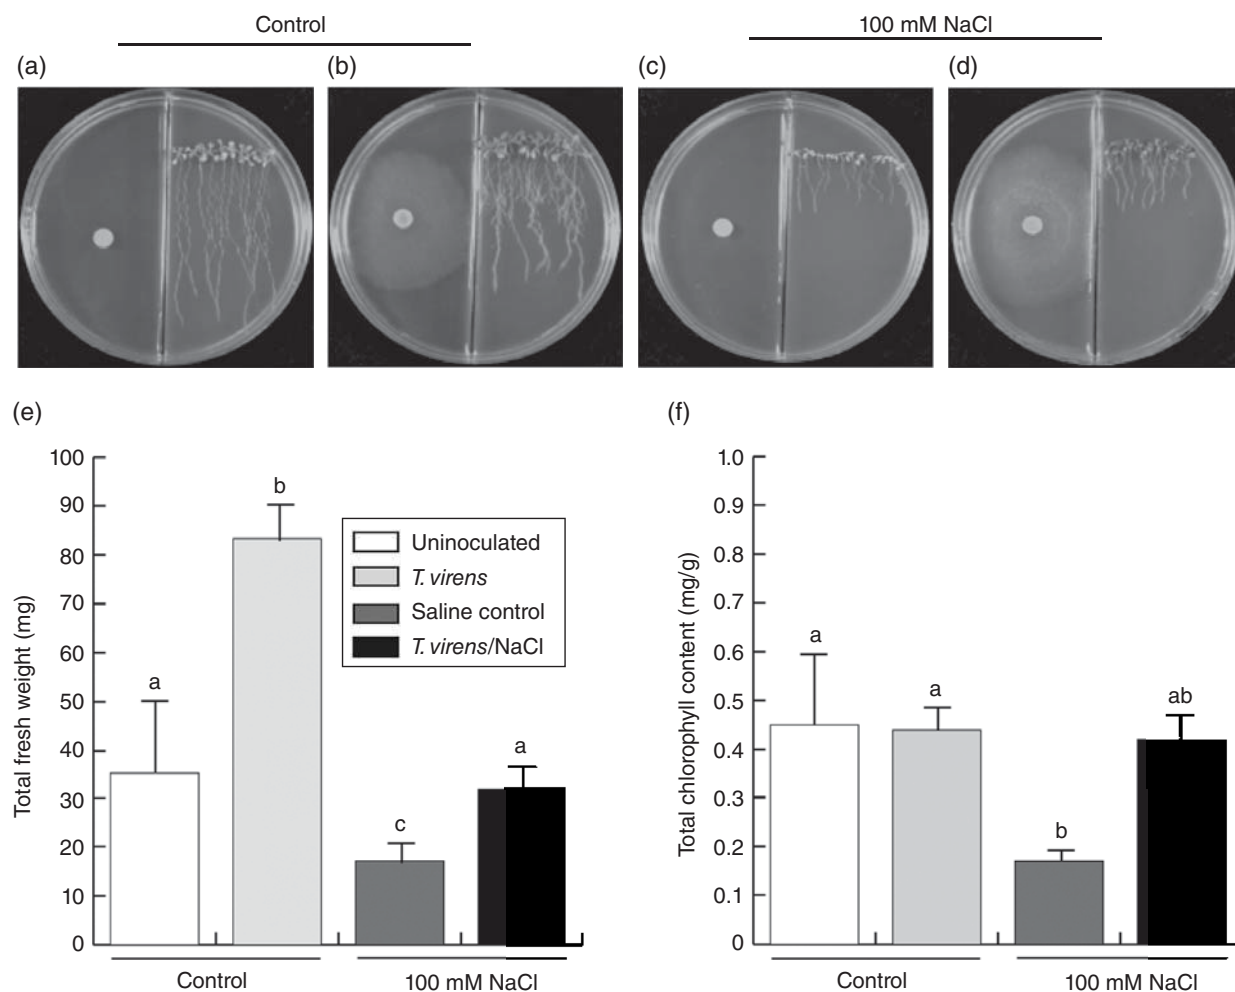 Control
100 mM NaCl
(a)
(b)
(c)
(d)
(e)
Total fresh weight (mg)
100
90
80
70
60
50
40
30
20
10
0
a
b
c
a
Uninoculated
T. virens
Saline control
T. virens/NaCl
Control
100 mM NaCl
(f)
Total chlorophyll content (mg/g)
1.0
0.9
0.8
0.7
0.6
0.5
0.4
0.3
0.2
0.1
0
a
a
b
ab
Control
100 mM NaCl